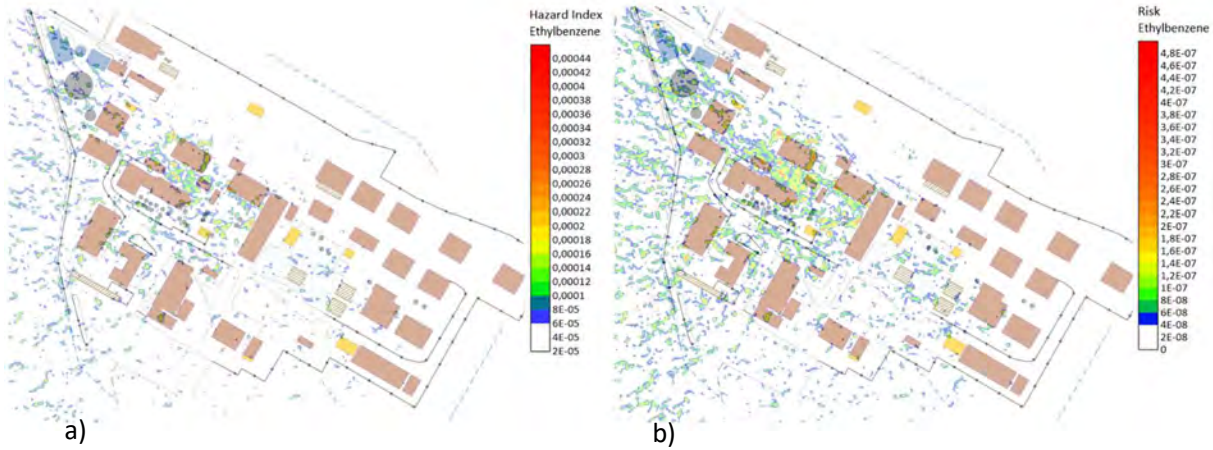 Hazard Index
Ethylbenzene
0,00044
0,00042
0,0004
0,00038
0,00036
0,00034
0,00032
0,0003
0,00028
0,00026
0,00024
0,00022
0,0002
0,00018
0,00016
0,00014
0,00012
0,0001
8E-05
6E-05
4E-05
2E-05
a)
Risk
Ethylbenzene
4,8E-07
4,6E-07
4,4E-07
4,2E-07
4E-07
3,8E-07
3,6E-07
3,4E-07
3,2E-07
3E-07
2,8E-07
2,6E-07
2,4E-07
2,2E-07
2E-07
1,8E-07
1,6E-07
1,4E-07
1,2E-07
1E-07
8E-08
6E-08
4E-08
2E-08
0
b)